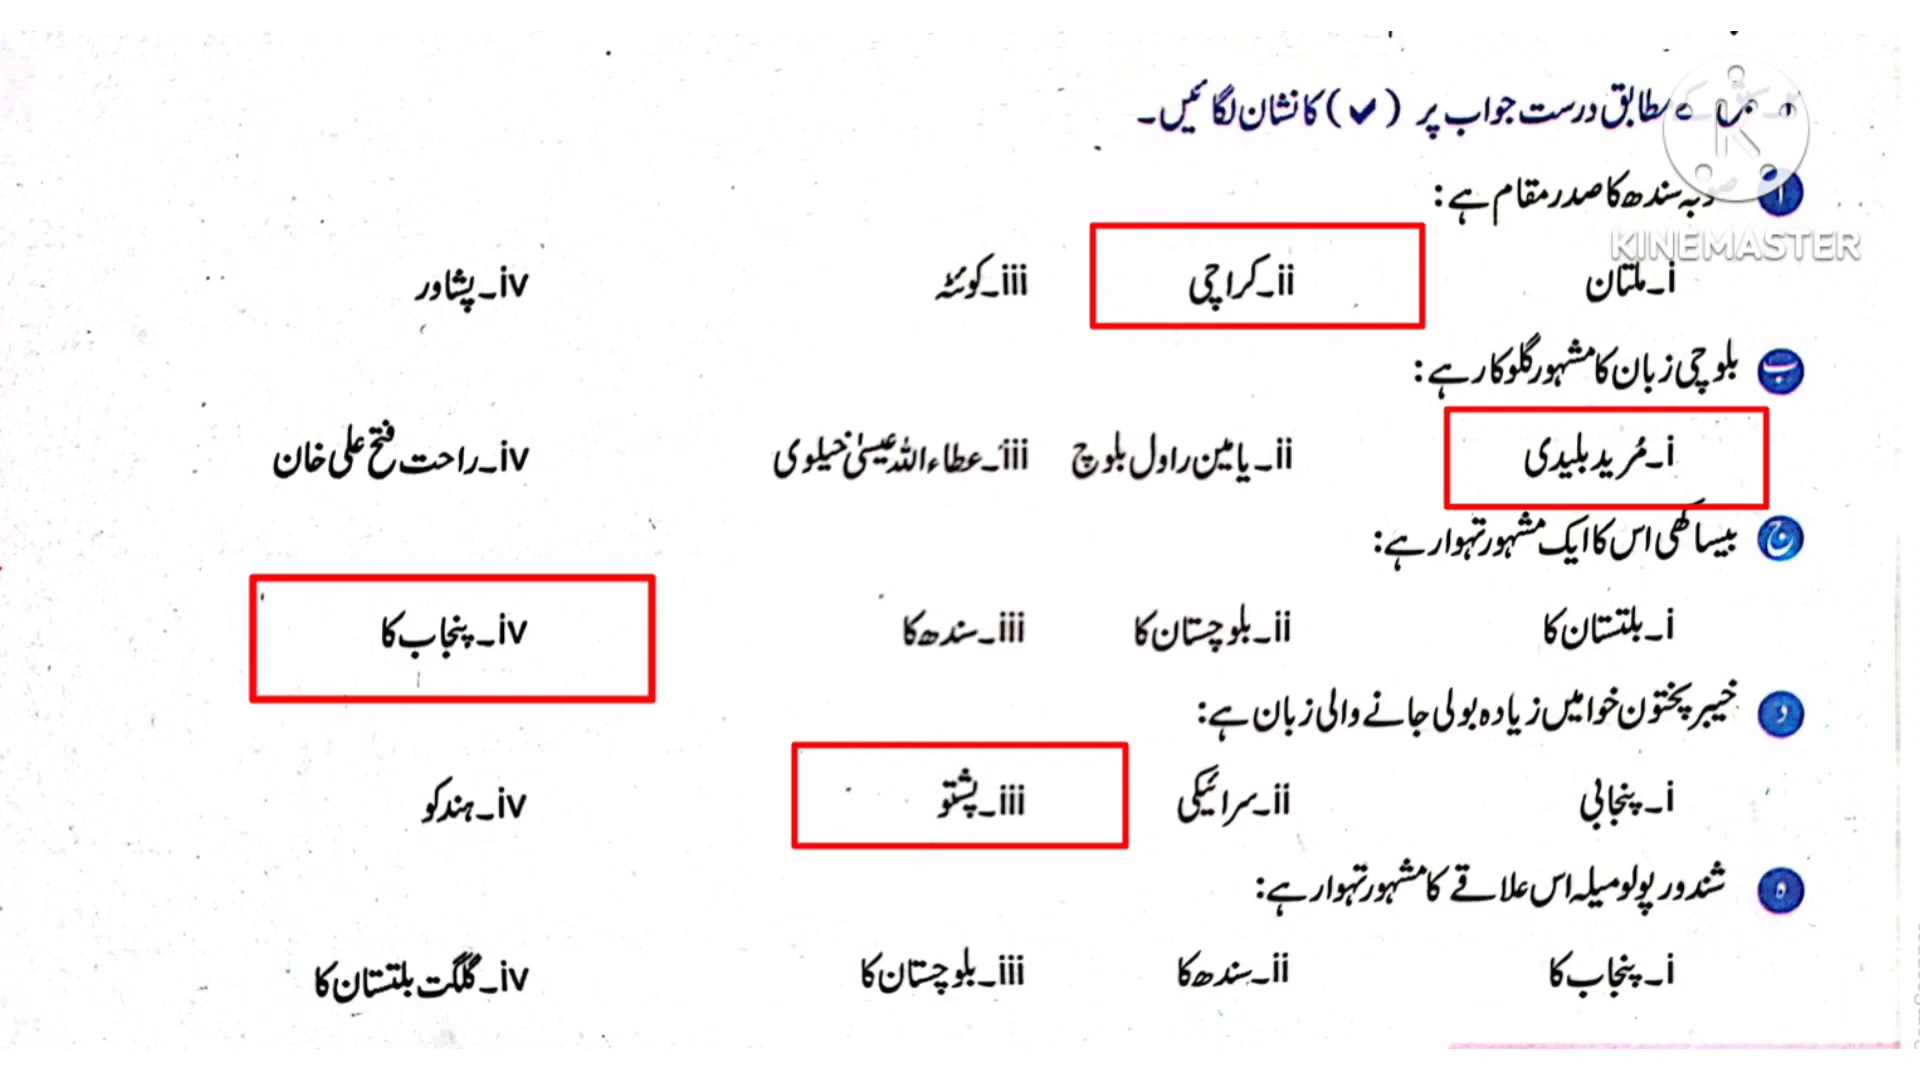 مطابق درست جواب پر (✓) کا نشان لگائیں۔
ا صوبہ سندھ کا صدر مقام ہے:
KINEMASTER
i۔ ملتان ii۔ کراچی iii۔ کوئٹہ iv۔ پشاور
ب بلوچی زبان کا مشہور گلوکار ہے:
i۔ مُرید بلیدی ii۔ یامین راول بلوچ iii۔ عطاء اللہ عیسیٰ خیلوی iv۔ راحت فتح علی خان
ج بیساکھی اس کا ایک مشہور تہوار ہے:
i۔ بلتستان کا ii۔ بلوچستان کا iii۔ سندھ کا iv۔ پنجاب کا
د خیبر پختون خوا میں زیادہ بولی جانے والی زبان ہے:
i۔ پنجابی ii۔ سرائیکی iii۔ پشتو iv۔ ہندکو
ہ شندور پولو میلہ اس علاقے کا مشہور تہوار ہے:
i۔ پنجاب کا ii۔ سندھ کا iii۔ بلوچستان کا iv۔ گلگت بلتستان کا